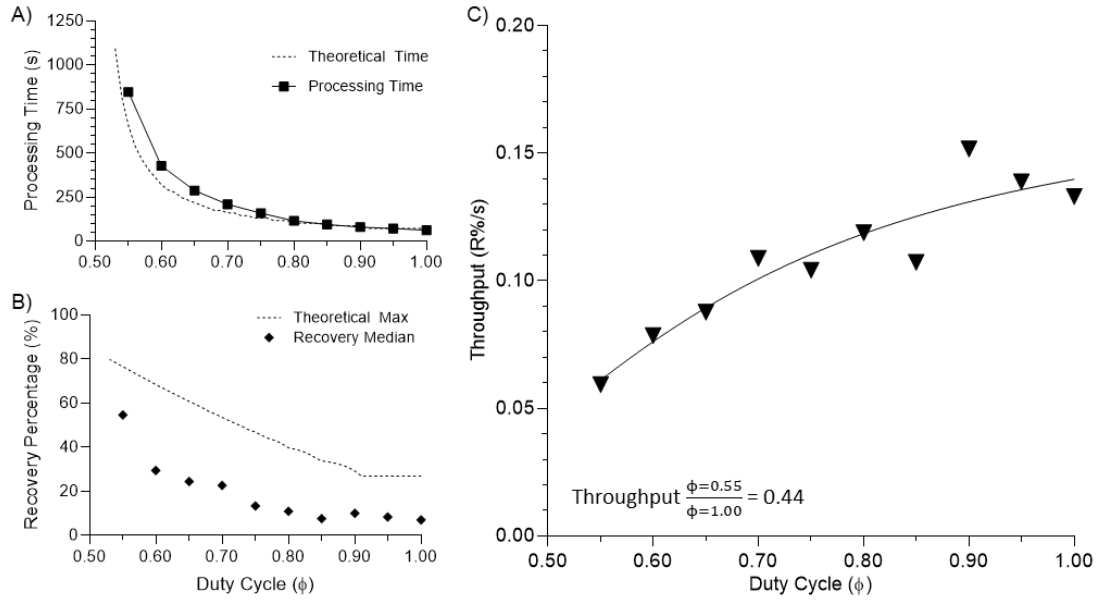 A)
1250
1000
750
500
250
0
Processing Time (s)
Theoretical Time
Processing Time
0.50 0.60 0.70 0.80 0.90 1.00
B)
100
80
60
40
20
0
Recovery Percentage (%)
Theoretical Max
Recovery Median
0.50 0.60 0.70 0.80 0.90 1.00
Duty Cycle (ϕ)
C)
0.20
0.15
0.10
0.05
0.00
Throughput (R%/s)
Throughput ϕ=0.55/ϕ=1.00 = 0.44
0.50 0.60 0.70 0.80 0.90 1.00
Duty Cycle (ϕ)